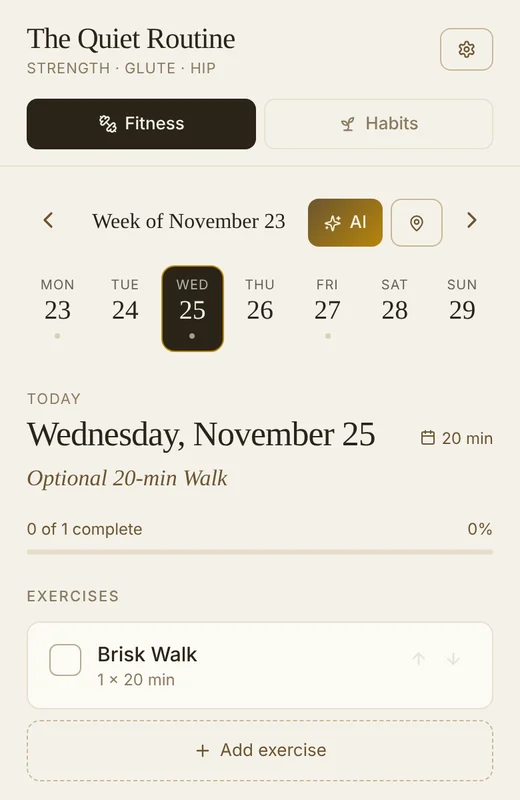 The Quiet Routine
STRENGTH · GLUTE · HIP
Fitness
Habits
Week of November 23
AI
MON TUE WED THU FRI SAT SUN
23 24 25 26 27 28 29
TODAY
Wednesday, November 25
20 min
Optional 20-min Walk
0 of 1 complete
0%
EXERCISES
Brisk Walk
1 × 20 min
+ Add exercise